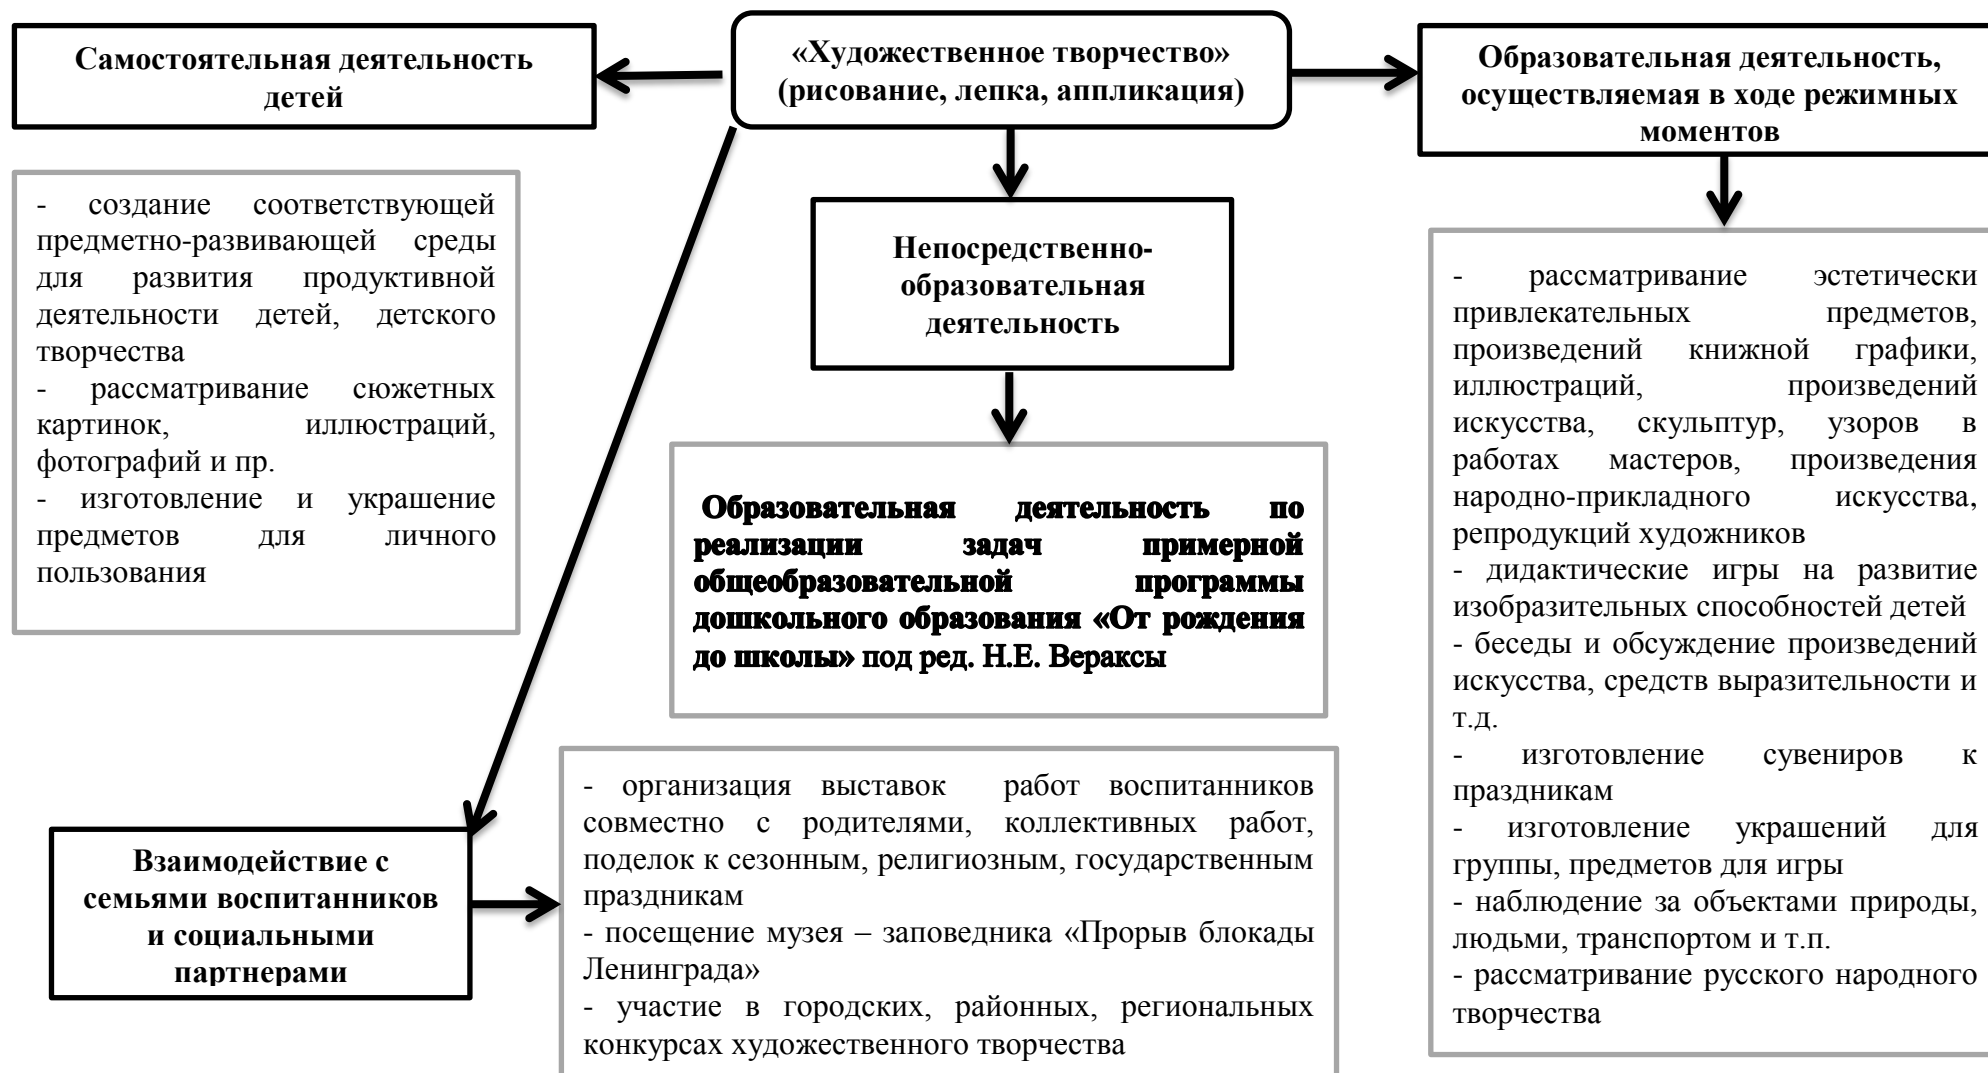 Самостоятельная деятельность
детей
«Художественное творчество»
(рисование, лепка, аппликация)
Образовательная деятельность,
осуществляемая в ходе режимных
моментов
- создание соответствующей
предметно-развивающей среды
для развития продуктивной
деятельности детей, детского
творчества
- рассматривание сюжетных
картинок, иллюстраций,
фотографий и пр.
- изготовление и украшение
предметов для личного
пользования
Непосредственно-
образовательная
деятельность
Образовательная деятельность по
реализации задач примерной
общеобразовательной программы
дошкольного образования «От рождения
до школы» под ред. Н.Е. Вераксы
- рассматривание эстетически
привлекательных предметов,
произведений книжной графики,
иллюстраций, произведений
искусства, скульптур, узоров в
работах мастеров, произведения
народно-прикладного искусства,
репродукций художников
- дидактические игры на развитие
изобразительных способностей детей
- беседы и обсуждение произведений
искусства, средств выразительности и
т.д.
- изготовление сувениров к
праздникам
- изготовление украшений для
группы, предметов для игры
- наблюдение за объектами природы,
людьми, транспортом и т.п.
- рассматривание русского народного
творчества
Взаимодействие с
семьями воспитанников
и социальными
партнерами
- организация выставок работ воспитанников
совместно с родителями, коллективных работ,
поделок к сезонным, религиозным, государственным
праздникам
- посещение музея – заповедника «Прорыв блокады
Ленинграда»
- участие в городских, районных, региональных
конкурсах художественного творчества